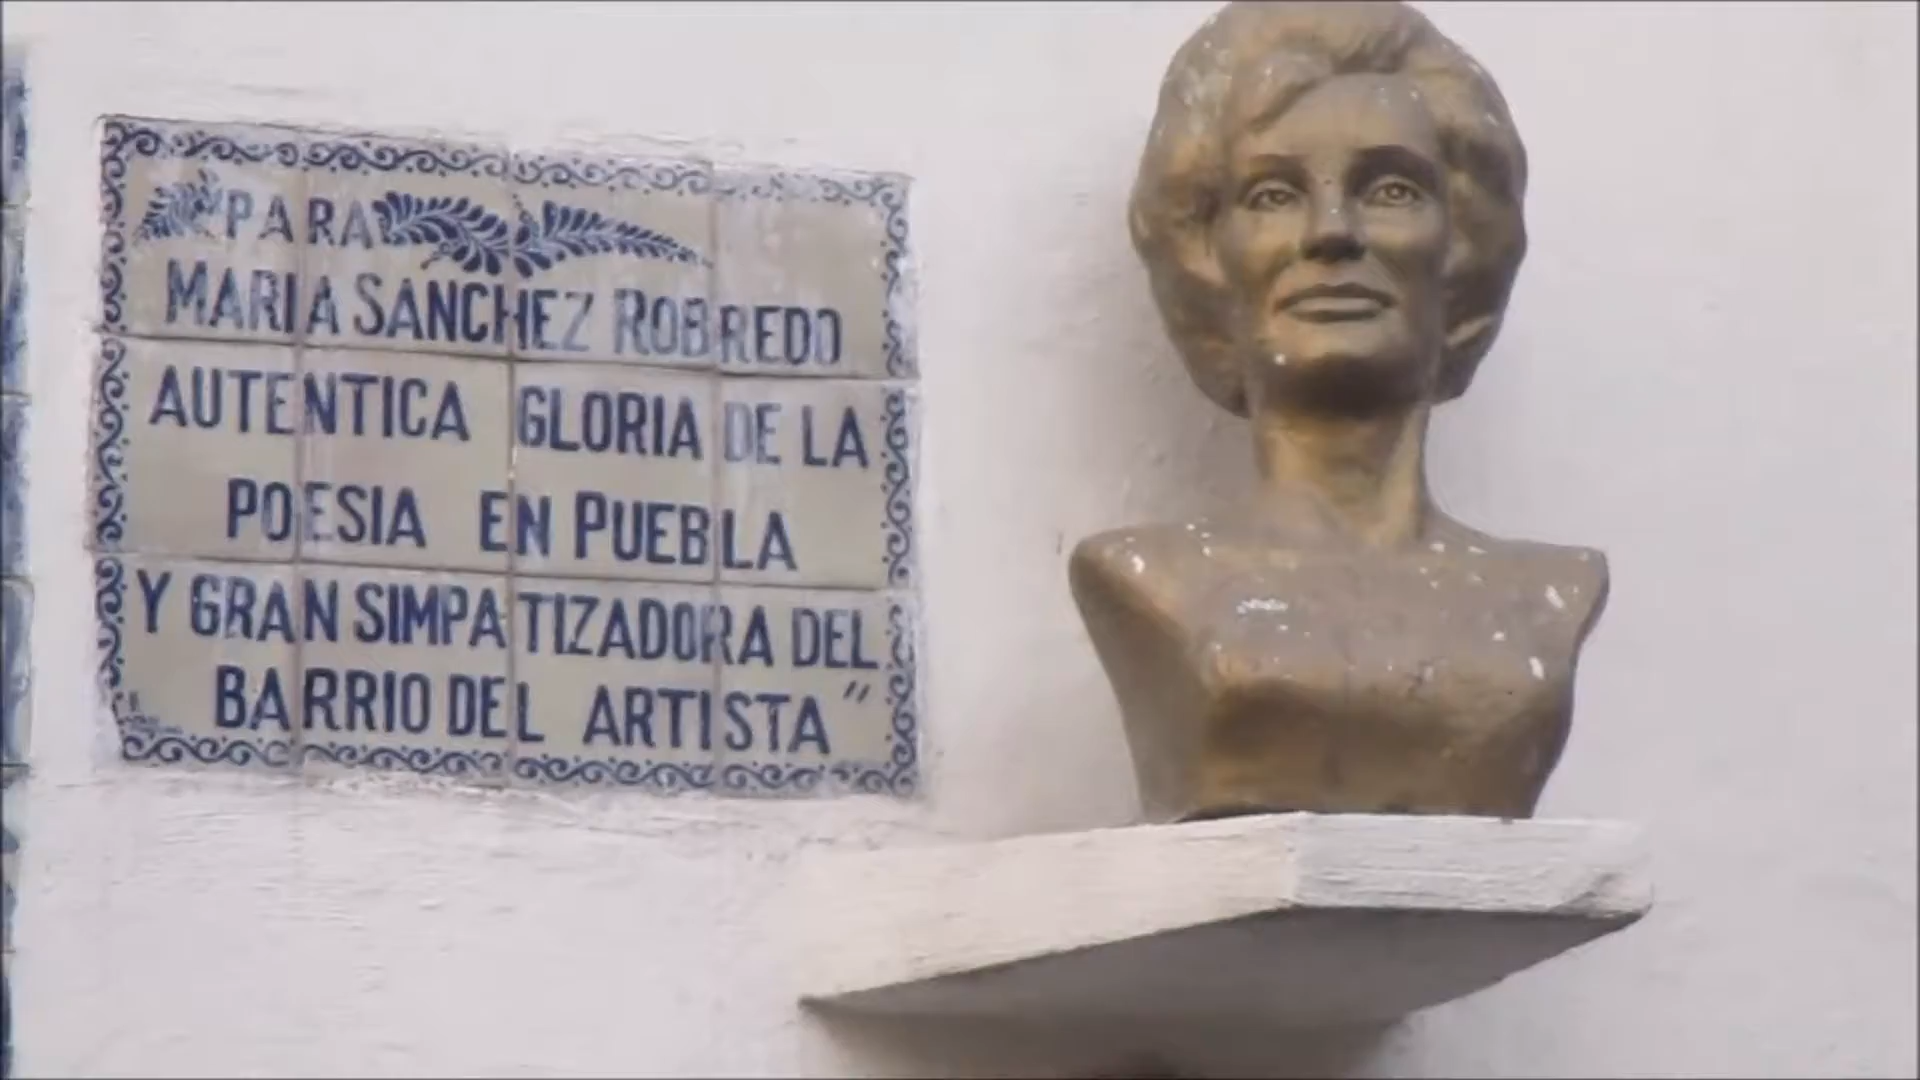 PARA
MARIA SANCHEZ ROBREDO
AUTENTICA GLORIA DE LA
POESIA EN PUEBLA
Y GRAN SIMPATIZADORA DEL
BARRIO DEL ARTISTA"